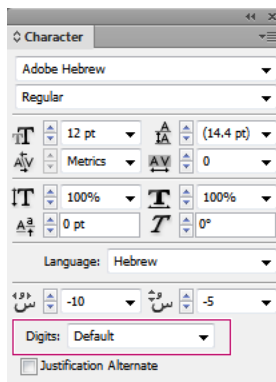 Character
Adobe Hebrew
Regular
12 pt (14.4 pt)
Metrics 0
100% 100%
0 pt 0°
Language: Hebrew
-10 -5
Digits: Default
Justification Alternate